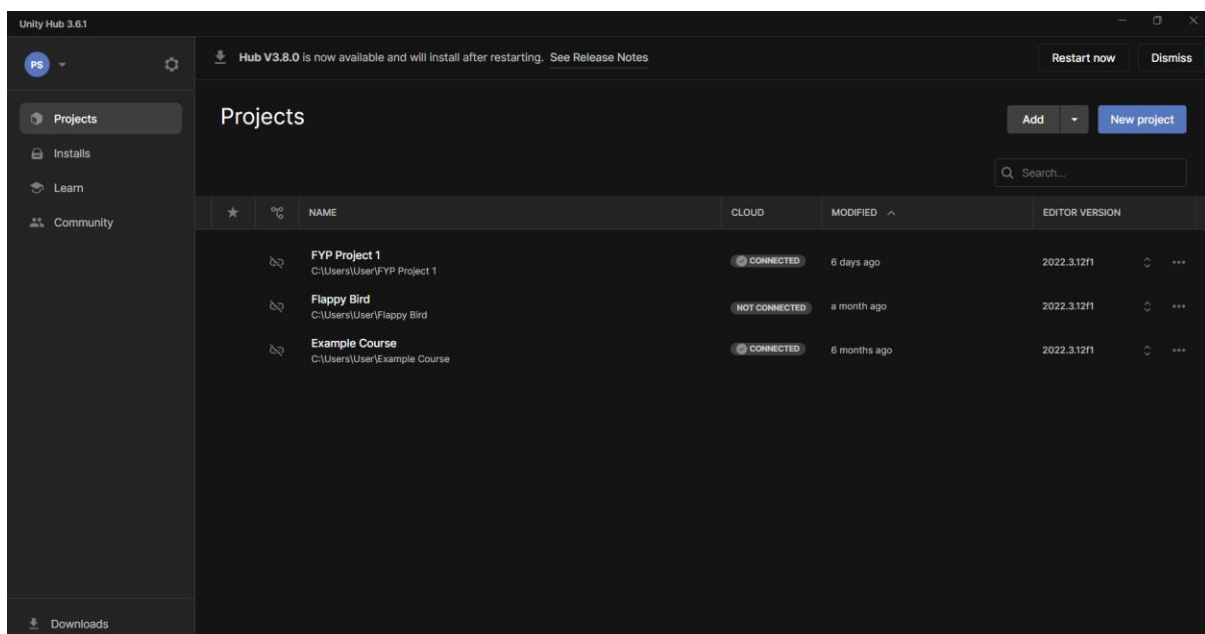 Unity Hub 3.6.1
PS
Hub V3.8.0 is now available and will install after restarting. See Release Notes
Restart now
Dismiss
Projects
Installs
Learn
Community
Downloads
Projects
Add
New project
Search...
NAME CLOUD MODIFIED EDITOR VERSION
FYP Project 1 CONNECTED 6 days ago 2022.3.12f1
C:\Users\User\FYP Project 1
Flappy Bird NOT CONNECTED a month ago 2022.3.12f1
C:\Users\User\Flappy Bird
Example Course CONNECTED 6 months ago 2022.3.12f1
C:\Users\User\Example Course